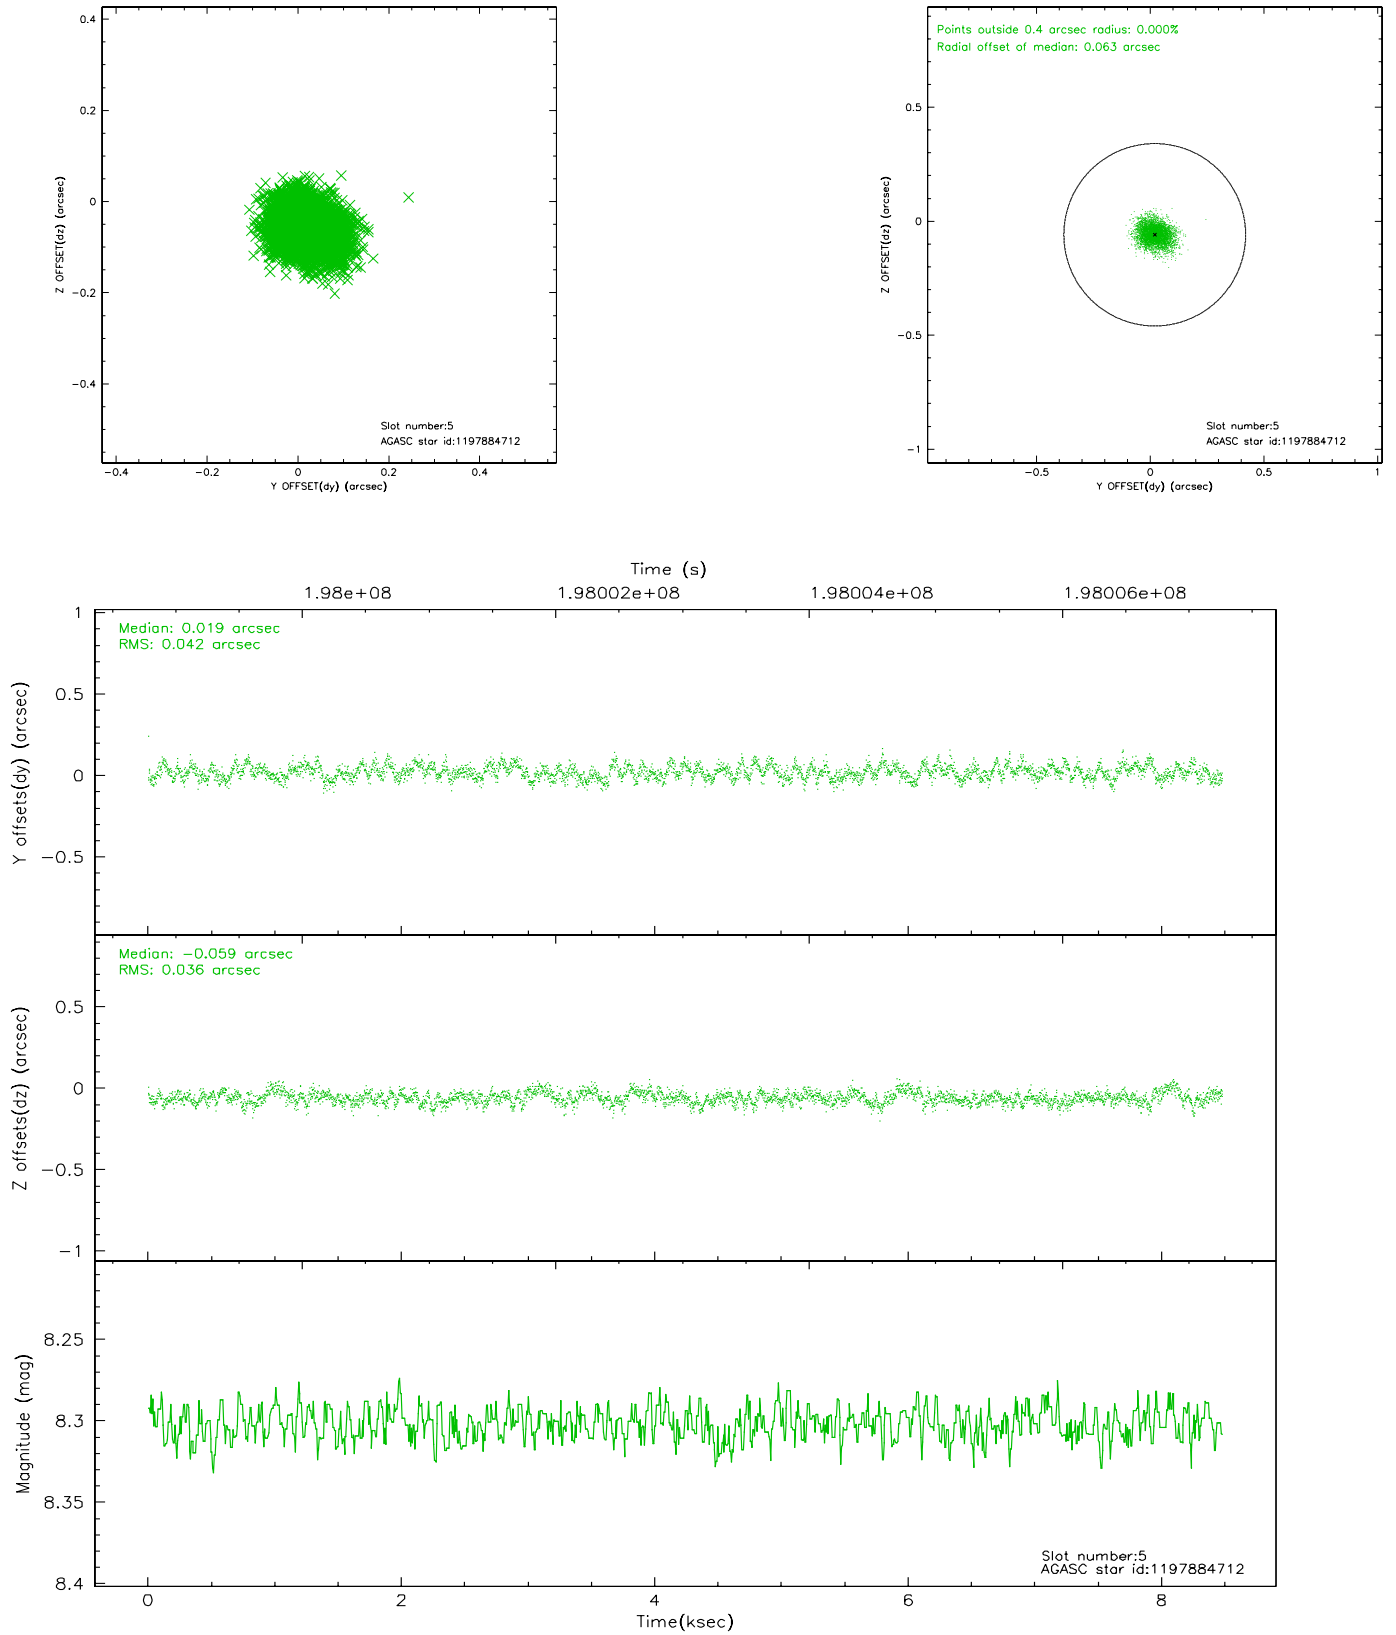 0.4
0.2
0
−0.2
−0.4
Z OFFSET(dz) (arcsec)
Slot number:5
AGASC star id:1197884712
−0.4 −0.2 0 0.2 0.4
Y OFFSET(dy) (arcsec)
Points outside 0.4 arcsec radius: 0.000%
Radial offset of median: 0.063 arcsec
0.5
0
−0.5
−1
Z OFFSET(dz) (arcsec)
Slot number:5
AGASC star id:1197884712
−0.5 0 0.5 1
Y OFFSET(dy) (arcsec)
Time (s)
1.98e+08 1.98002e+08 1.98004e+08 1.98006e+08
Median: 0.019 arcsec
RMS: 0.042 arcsec
1
0.5
0
−0.5
Y offsets(dy) (arcsec)
Median: −0.059 arcsec
RMS: 0.036 arcsec
0.5
0
−0.5
−1
Z offsets(dz) (arcsec)
8.25
8.3
8.35
8.4
Magnitude (mag)
Slot number:5
AGASC star id:1197884712
0 2 4 6 8
Time(ksec)